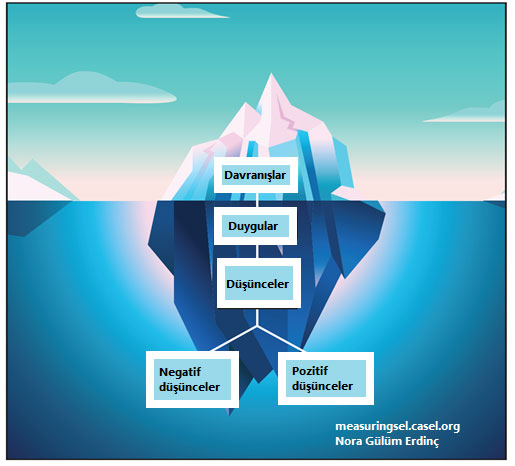 Davranışlar
Duygular
Düşünceler
Negatif
düşünceler
Pozitif
düşünceler
measuringsel.casel.org
Nora Gülüm Erdinç